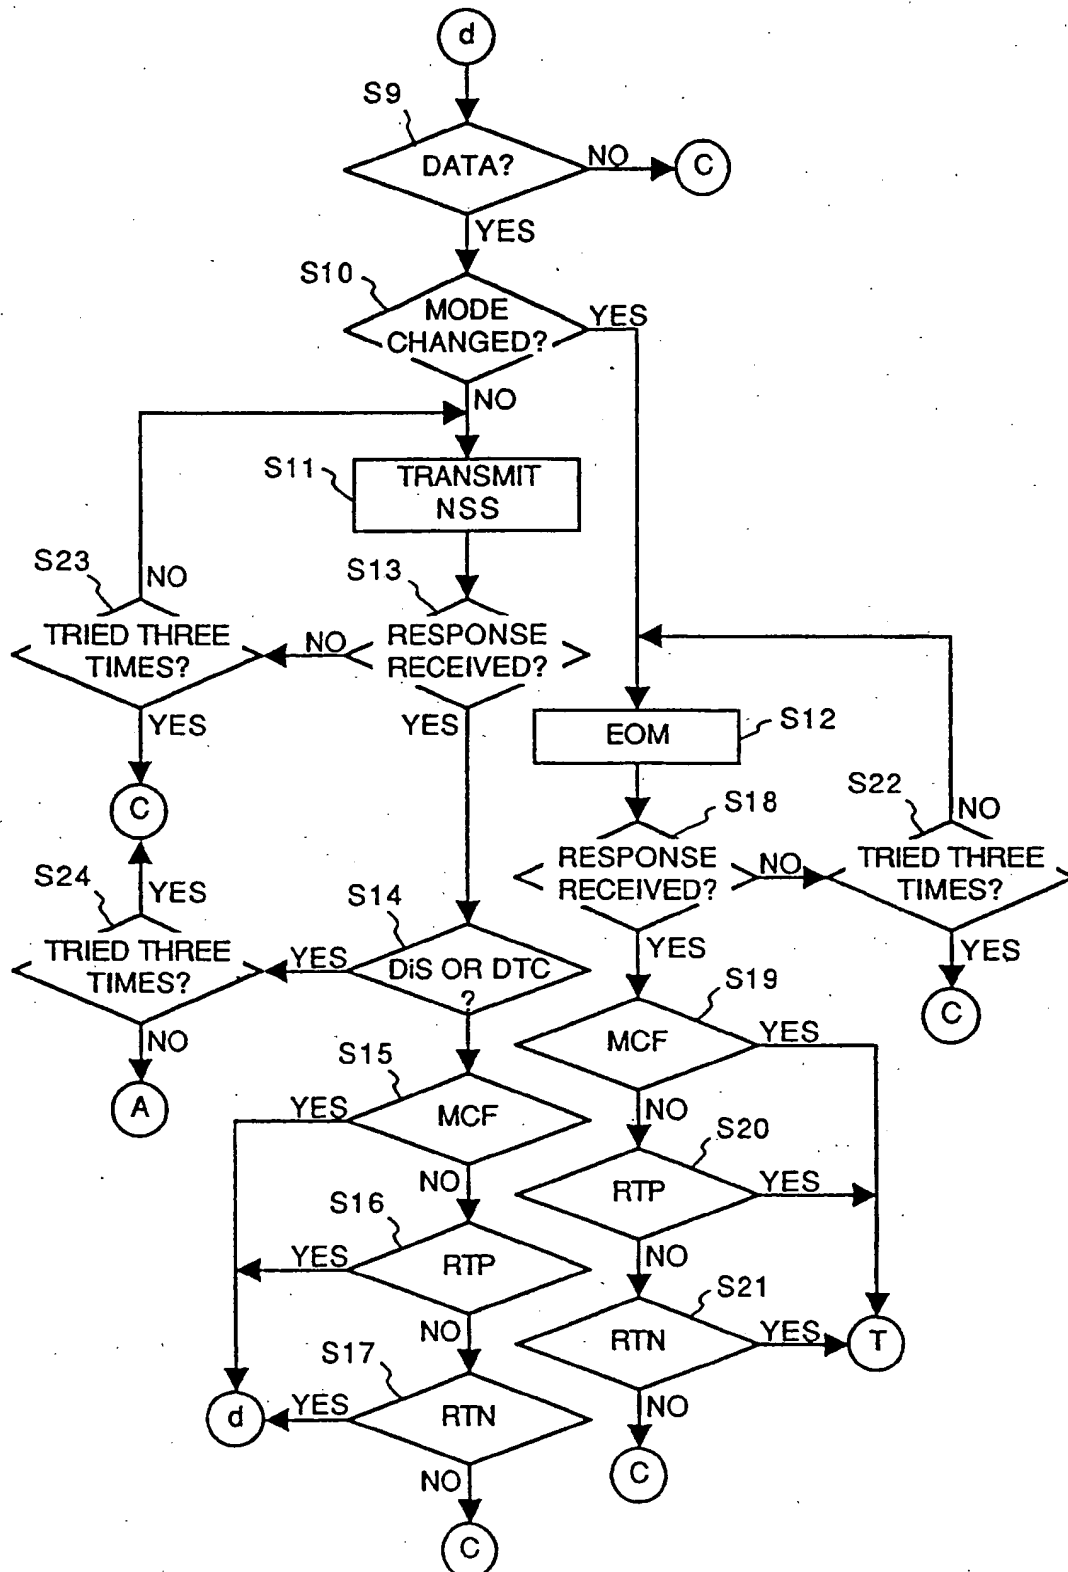 d
S9
DATA?
NO
C
YES
S10
MODE
CHANGED?
YES
NO
S11
TRANSMIT
NSS
S23
NO
TRIED THREE
TIMES?
NO
S13
RESPONSE
RECEIVED?
YES
YES
C
EOM
S12
S18
RESPONSE
RECEIVED?
NO
S22
NO
TRIED THREE
TIMES?
YES
YES
C
S24
YES
TRIED THREE
TIMES?
YES
S14
DiS OR DTC
?
NO
A
S19
MCF
YES
NO
S15
YES
MCF
NO
S20
RTP
YES
NO
S16
YES
RTP
NO
S21
RTN
YES
T
NO
C
S17
d
YES
RTN
NO
C